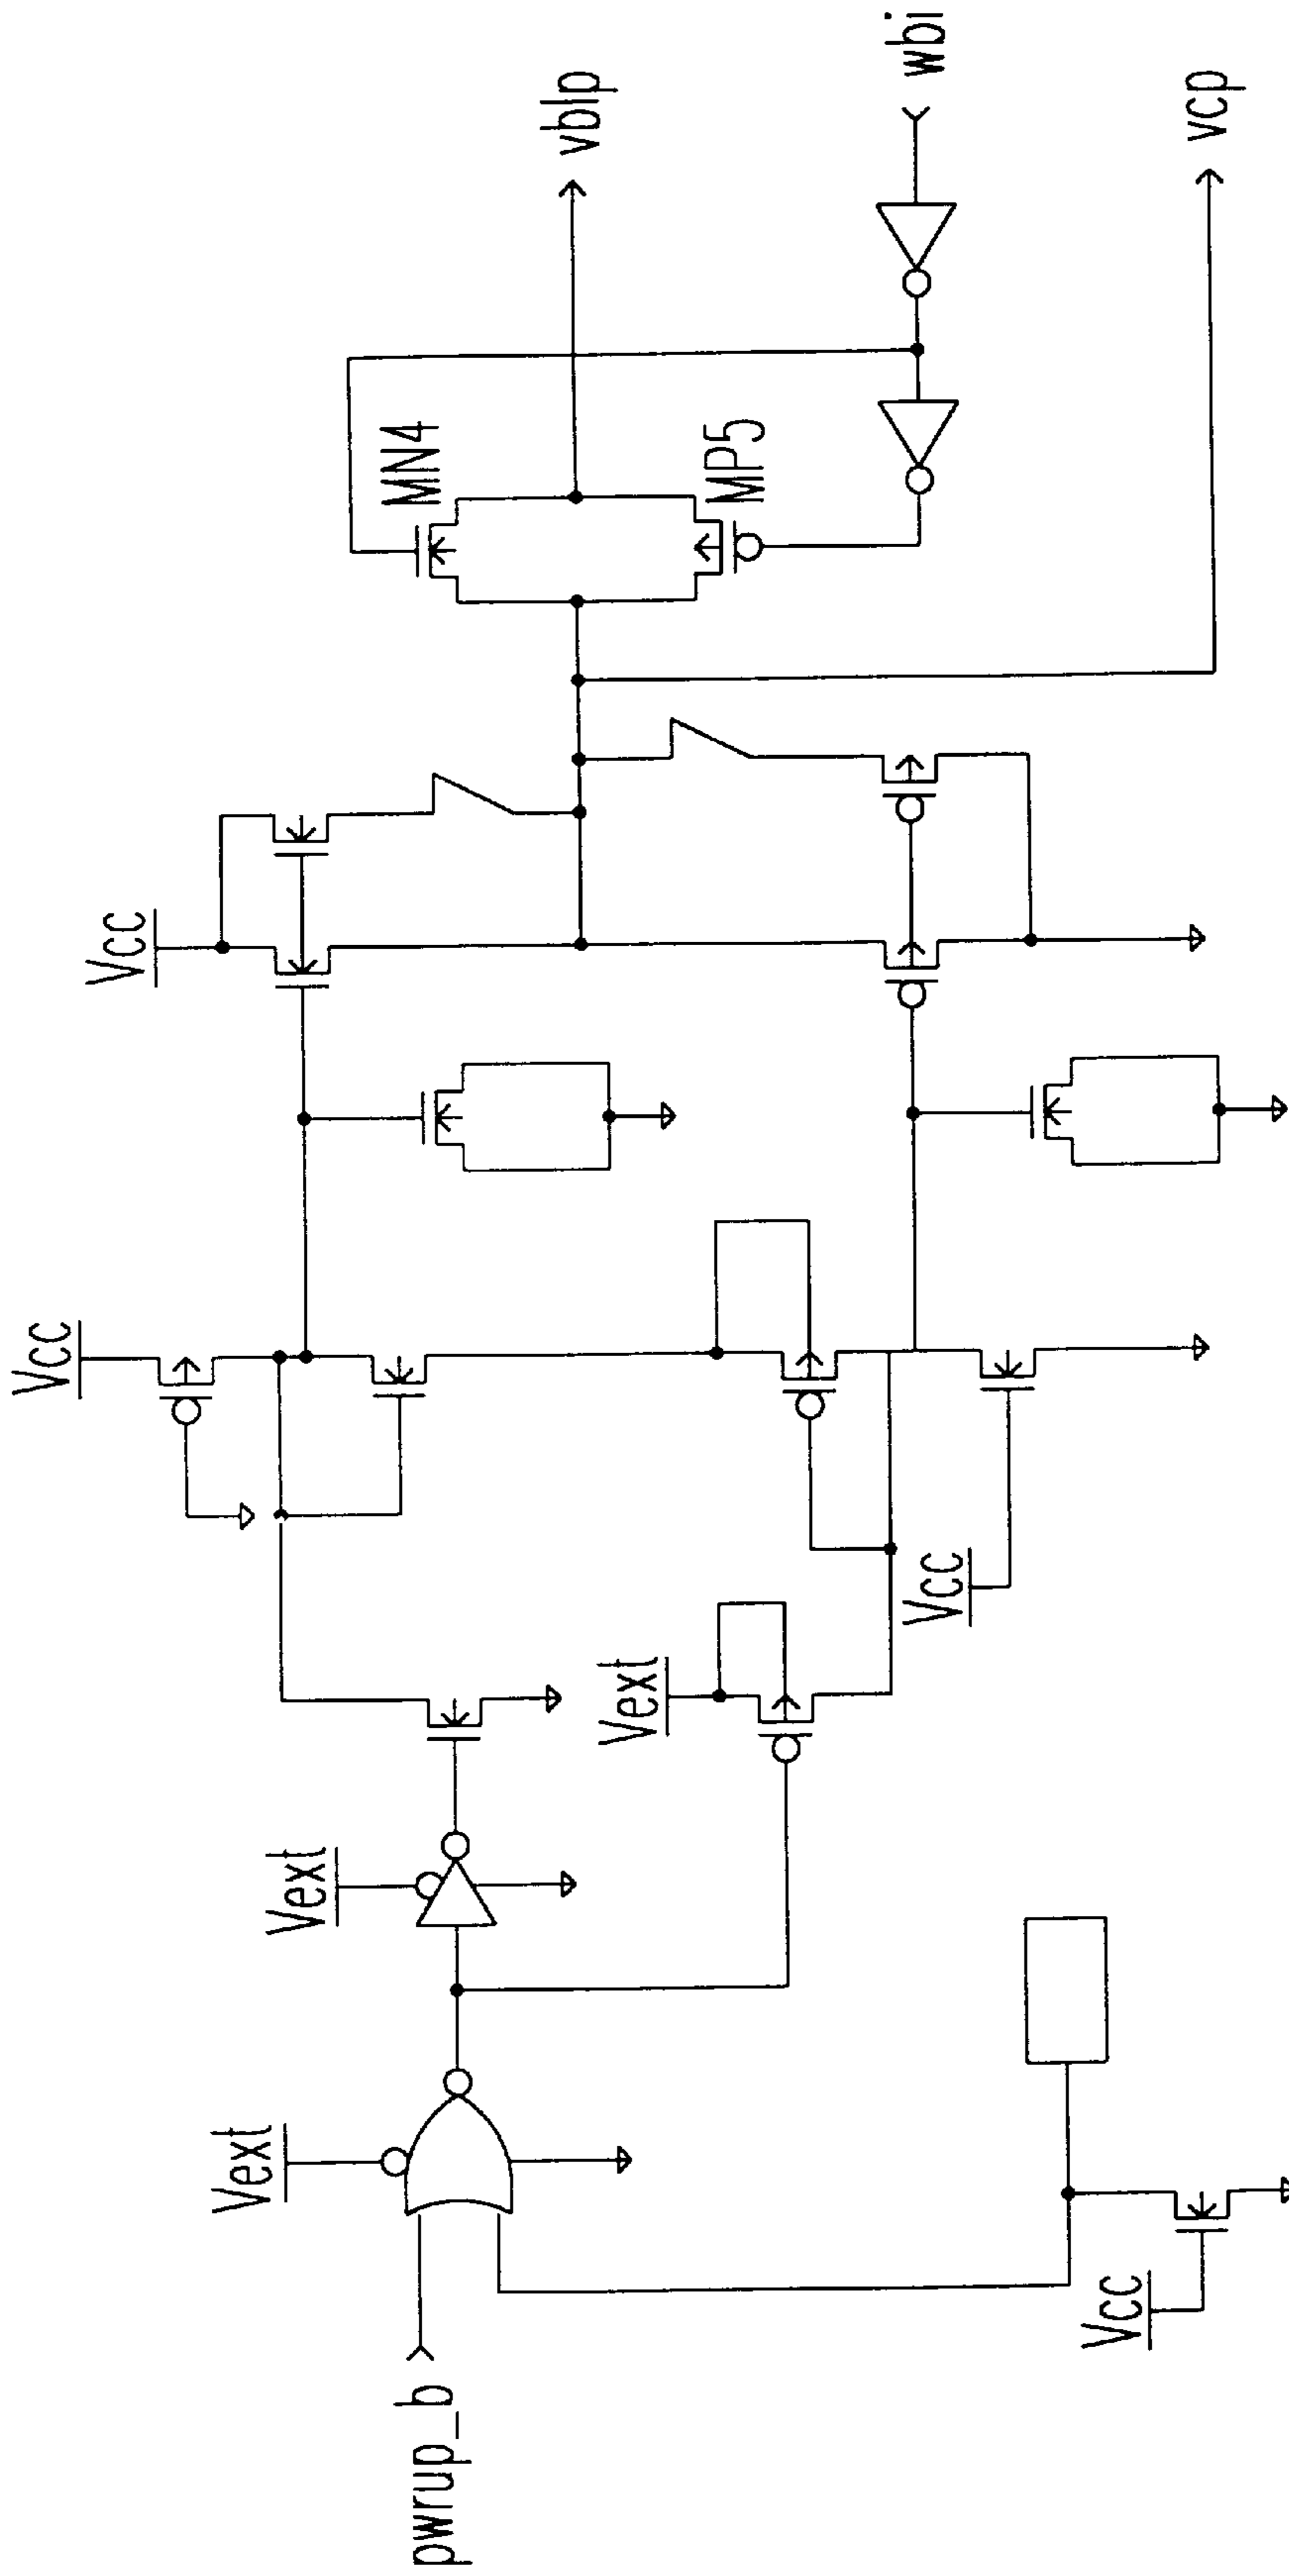 pwrup_b
Vext
Vext
Vext
Vcc
Vcc
Vcc
Vcc
MN4
MP5
vblp
wbi
vcp